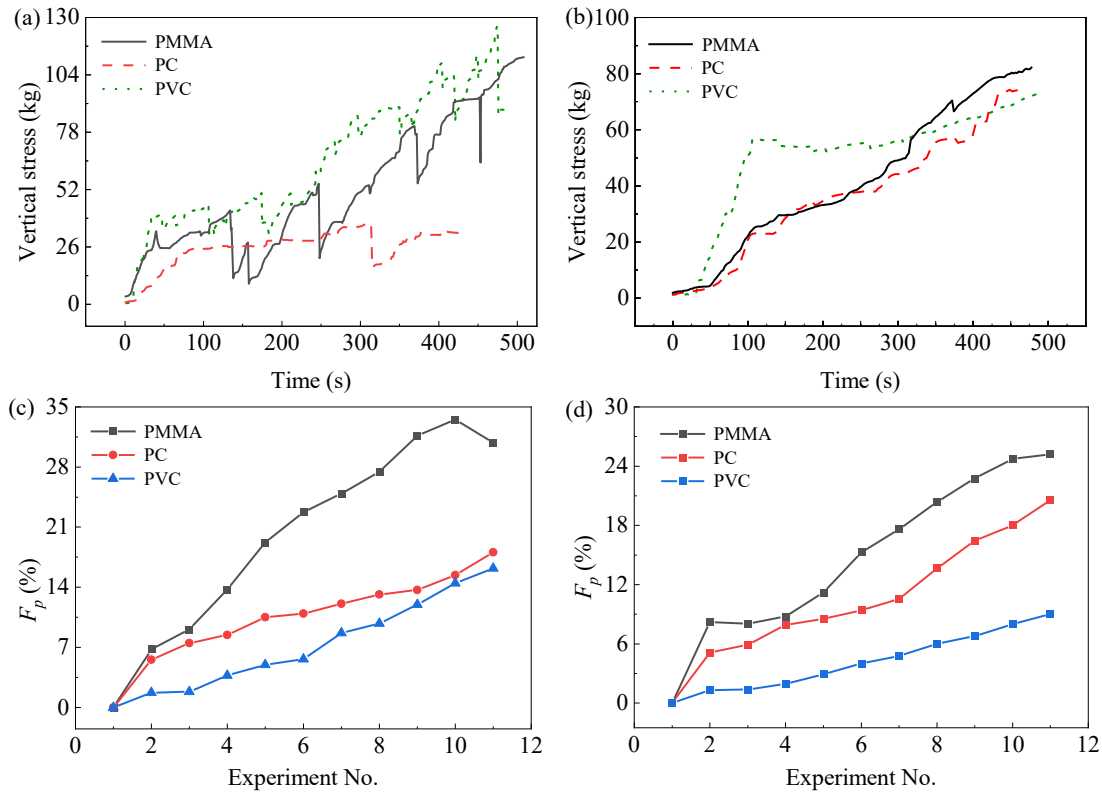 (a)
130
104
78
52
26
0
Vertical stress (kg)
PMMA
PC
PVC
0 100 200 300 400 500
Time (s)
(b)
100
80
60
40
20
0
Vertical stress (kg)
PMMA
PC
PVC
0 100 200 300 400 500
Time (s)
(c)
35
28
21
14
7
0
Fp (%)
PMMA
PC
PVC
0 2 4 6 8 10 12
Experiment No.
(d)
30
24
18
12
6
0
Fp (%)
PMMA
PC
PVC
0 2 4 6 8 10 12
Experiment No.